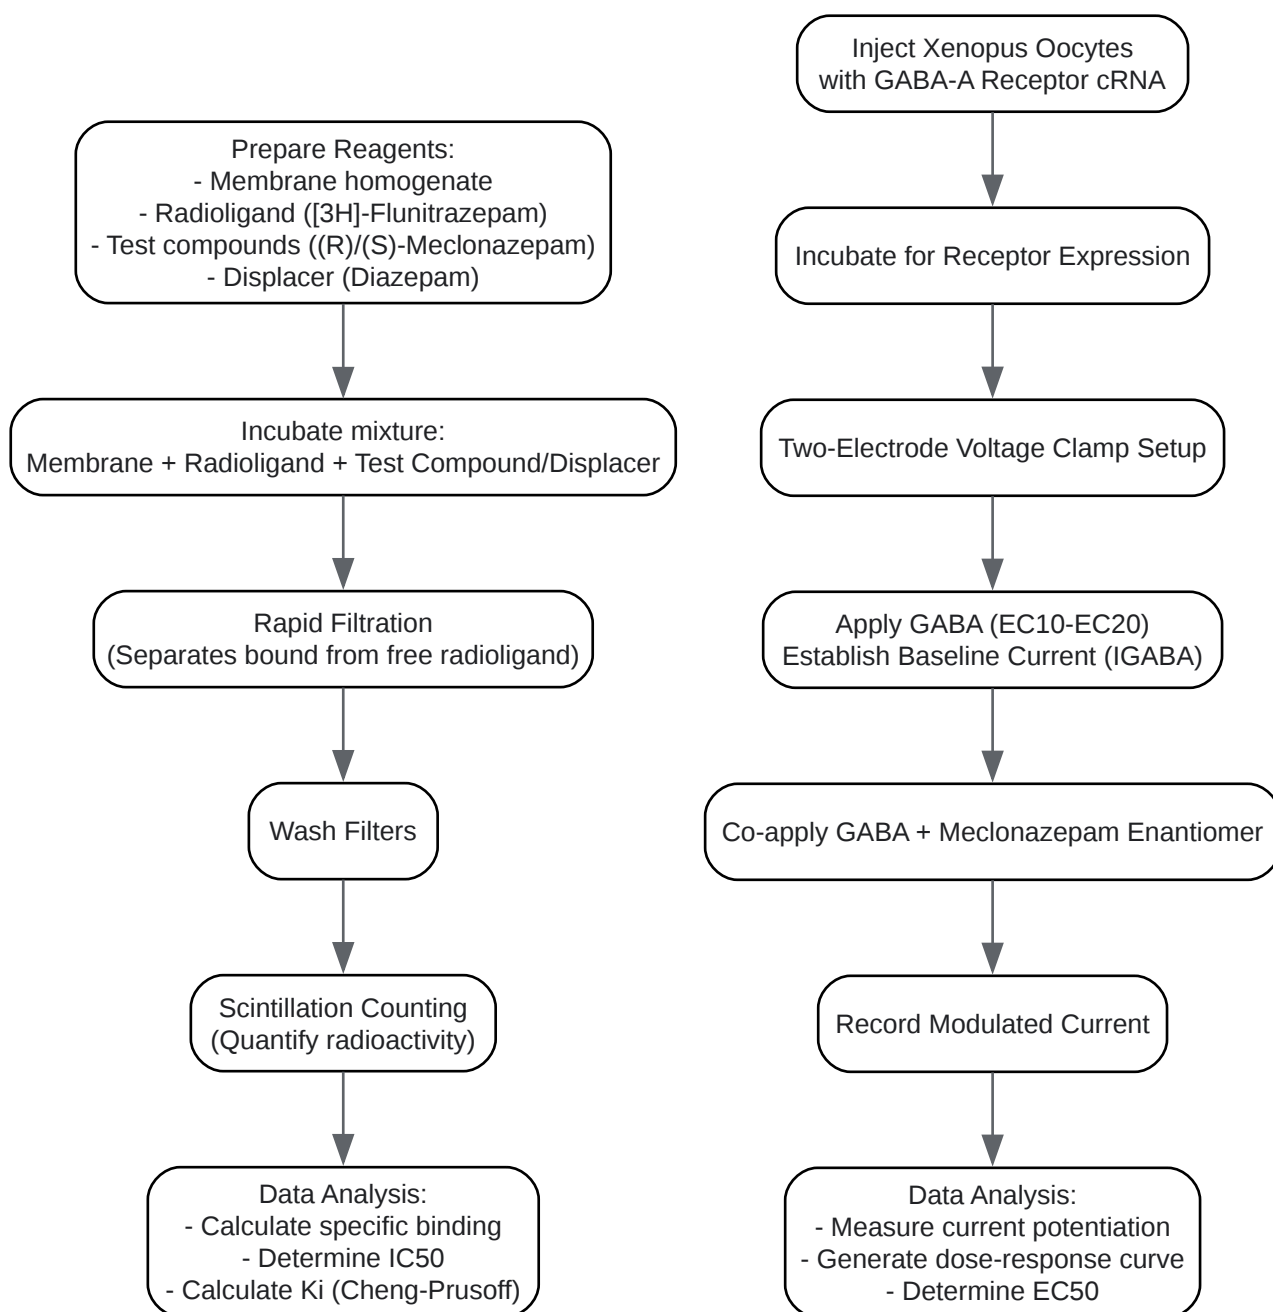 Prepare Reagents:
- Membrane homogenate
- Radioligand ([3H]-Flunitrazepam)
- Test compounds ((R)/(S)-Meclonazepam)
- Displacer (Diazepam)
Incubate mixture:
Membrane + Radioligand + Test Compound/Displacer
Rapid Filtration
(Separates bound from free radioligand)
Wash Filters
Scintillation Counting
(Quantify radioactivity)
Data Analysis:
- Calculate specific binding
- Determine IC50
- Calculate Ki (Cheng-Prusoff)
Inject Xenopus Oocytes
with GABA-A Receptor cRNA
Incubate for Receptor Expression
Two-Electrode Voltage Clamp Setup
Apply GABA (EC10-EC20)
Establish Baseline Current (IGABA)
Co-apply GABA + Meclonazepam Enantiomer
Record Modulated Current
Data Analysis:
- Measure current potentiation
- Generate dose-response curve
- Determine EC50